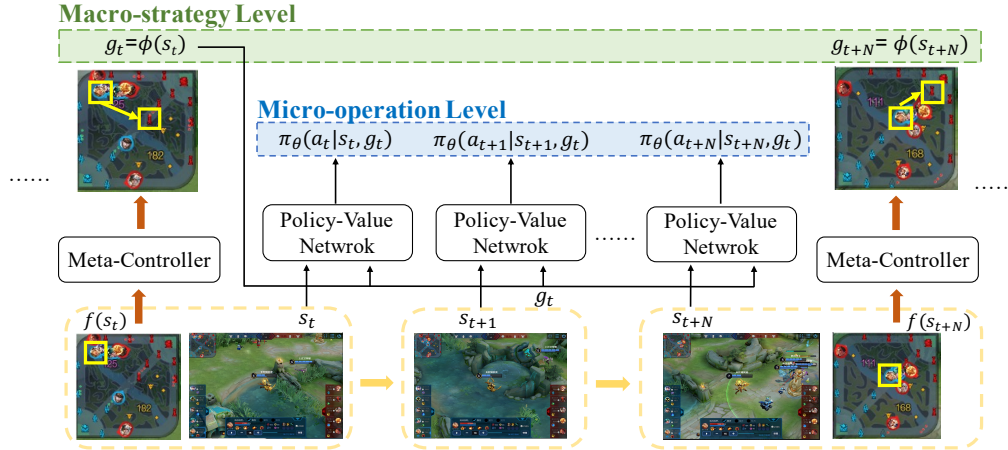 Macro-strategy Level
g_t=ϕ(s_t)
g_{t+N}= ϕ(s_{t+N})
Micro-operation Level
π_θ(a_t|s_t, g_t)
π_θ(a_{t+1}|s_{t+1}, g_t)
π_θ(a_{t+N}|s_{t+N}, g_t)
182
168
……
……
Policy-Value
Netwrok
Policy-Value
Netwrok
……
Policy-Value
Netwrok
Meta-Controller
Meta-Controller
g_t
f(s_t)
s_t
s_{t+1}
s_{t+N}
f(s_{t+N})
182
168